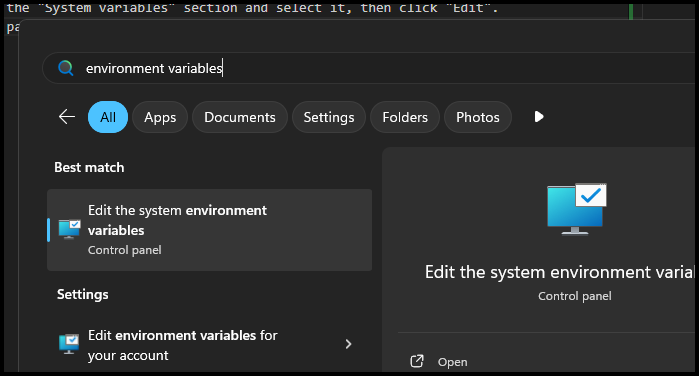 the "System variables" section and select it, then click "Edit".
pa
environment variables
All Apps Documents Settings Folders Photos
Best match
Edit the system environment
variables
Control panel
Settings
Edit environment variables for
your account
Edit the system environment varial
Control panel
Open